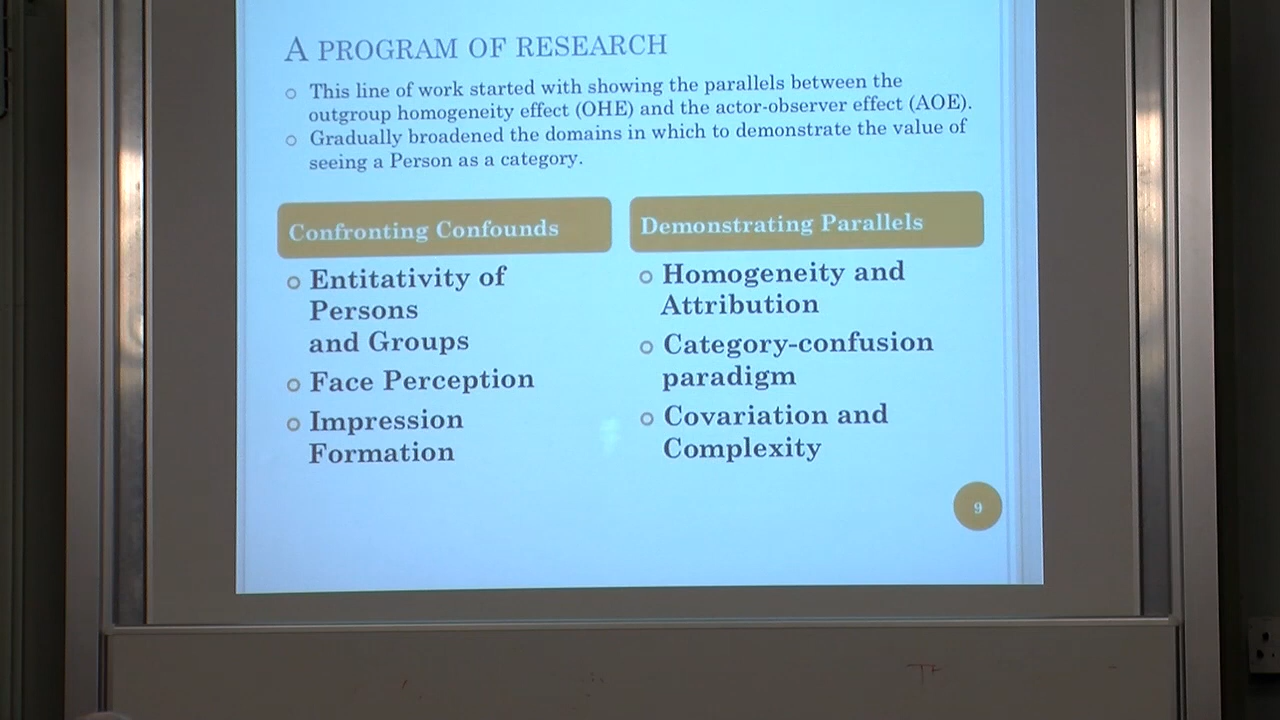 A PROGRAM OF RESEARCH
This line of work started with showing the parallels between the
outgroup homogeneity effect (OHE) and the actor-observer effect (AOE).
Gradually broadened the domains in which to demonstrate the value of
seeing a Person as a category.
Confronting Confounds
Entitativity of
Persons
and Groups
Face Perception
Impression
Formation
Demonstrating Parallels
Homogeneity and
Attribution
Category-confusion
paradigm
Covariation and
Complexity
9